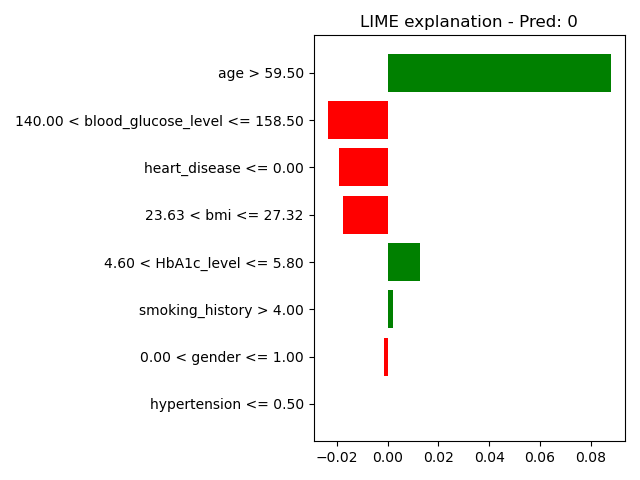 LIME explanation - Pred: 0
age > 59.50
140.00 < blood_glucose_level <= 158.50
heart_disease <= 0.00
23.63 < bmi <= 27.32
4.60 < HbA1c_level <= 5.80
smoking_history > 4.00
0.00 < gender <= 1.00
hypertension <= 0.50
−0.02 0.00 0.02 0.04 0.06 0.08